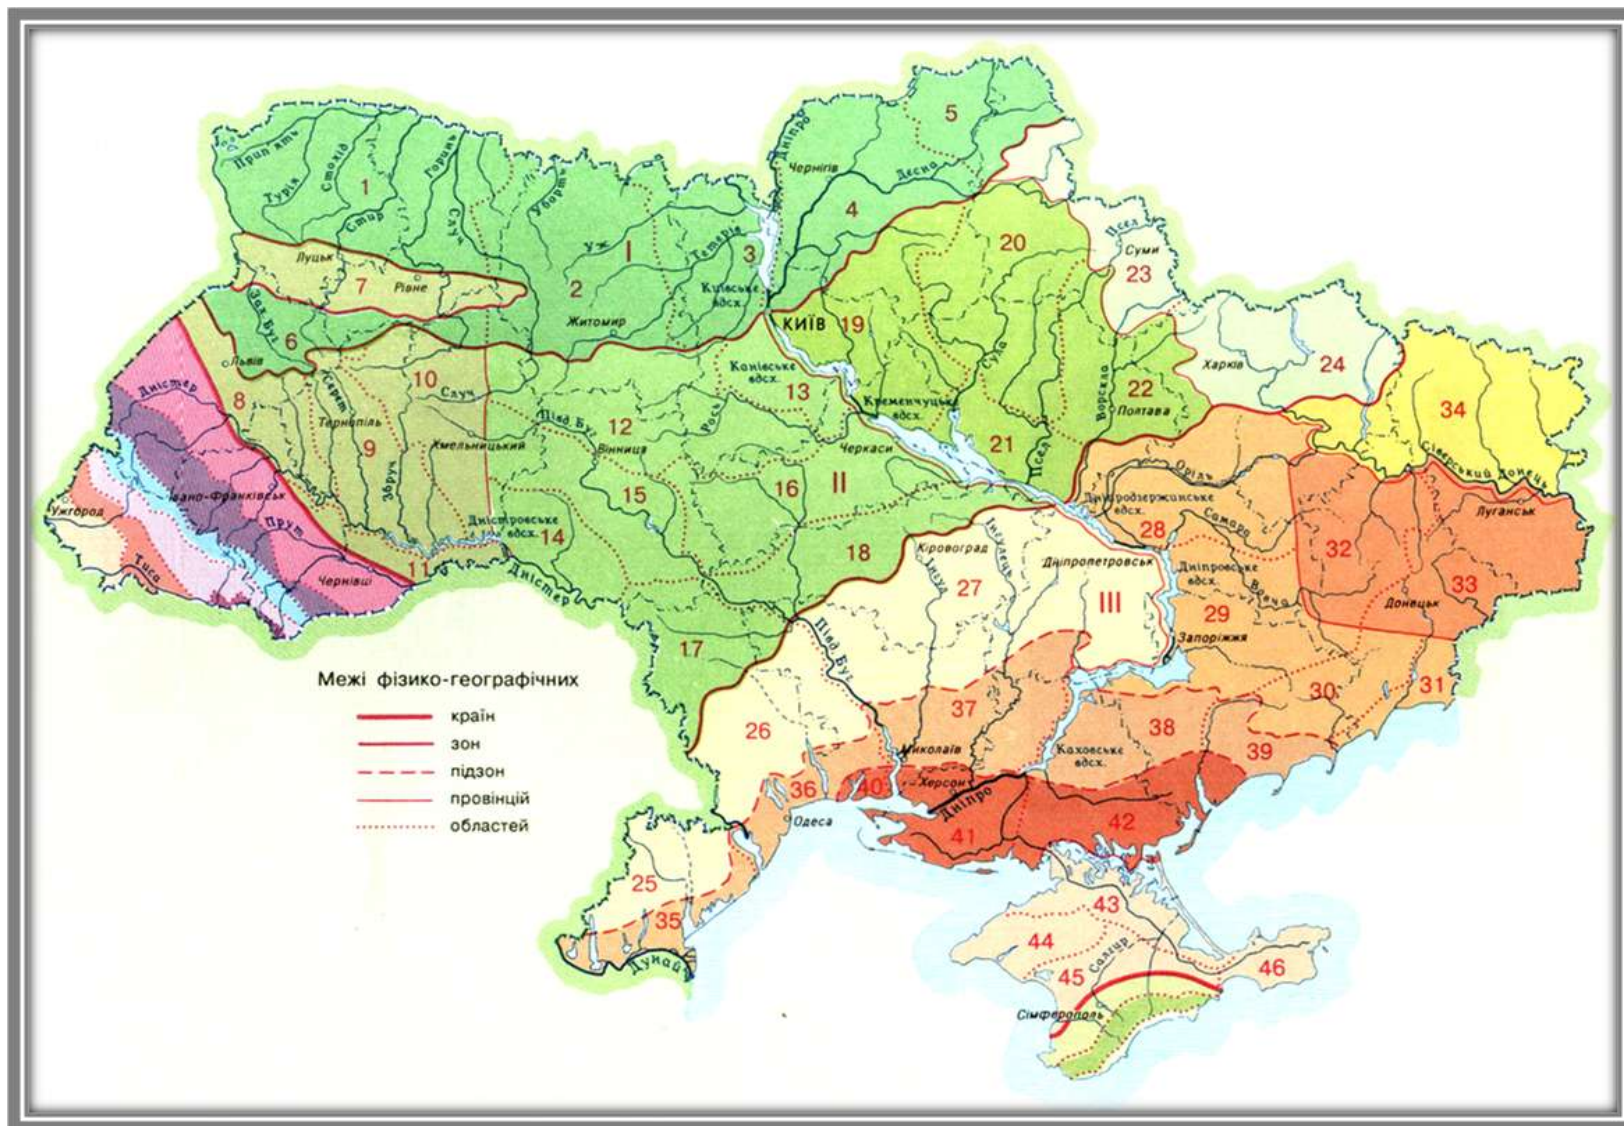 5
Дніпро
Чернігів
Десна
Прип'ять
Стохід
Горинь
1
Турія
Стир
Случ
Уборть
4
Уж
I
Тетерів
3
20
Псел
Суми
23
Луцьк
7
Рівне
2
Київське
вдсх.
Зах. Буг
6
Житомир
КИЇВ
19
Сула
Львів
Харків
24
10
Канівське
вдсх.
13
Ворскла
22
Полтава
34
Дністер
8
Серет
Случ
Рось
Кременчуцьке
вдсх.
Тернопіль
9
Хмельницький
Півд. Буг
12
Вінниця
Черкаси
21
Псел
Збруч
15
16
II
Оріль
Сіверський Донець
Івано-Франківськ
Ужгород
Прут
Дністровське
вдсх.
14
18
Дніпродзержинське
вдсх.
28
Самара
Луганськ
Тиса
Чернівці
11
Дністер
Кіровоград
Інгулець
27
Дніпропетровськ
Дніпровське
вдсх.
32
33
Вовча
Донецьк
III
29
Запоріжжя
17
Півд. Буг
Межі фізико-географічних
країн
зон
підзон
провінцій
областей
26
37
30
31
38
39
Миколаїв
Каховське
вдсх.
36
40
Херсон
Дніпро
Одеса
41
42
25
35
Дунай
43
44
Салгир
45
46
Сімферополь